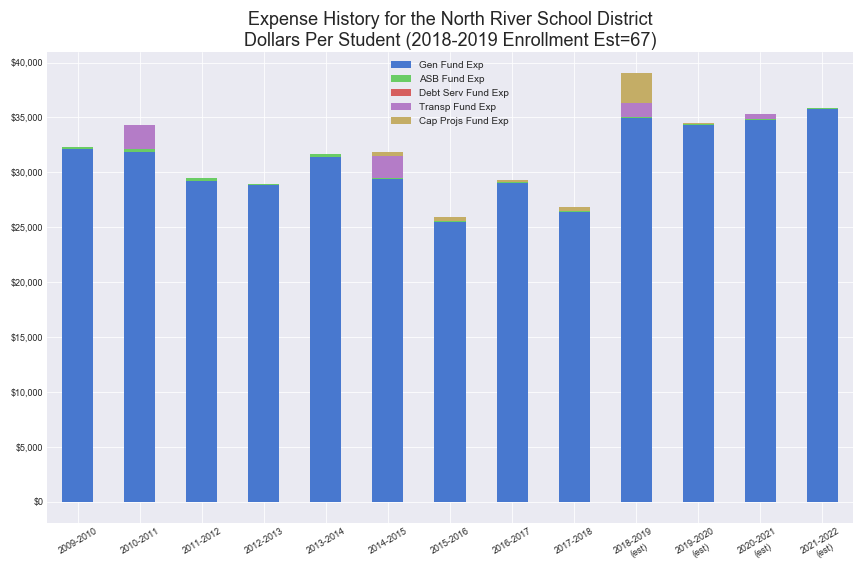 Expense History for the North River School District
Dollars Per Student (2018-2019 Enrollment Est=67)
Gen Fund Exp
ASB Fund Exp
Debt Serv Fund Exp
Transp Fund Exp
Cap Projs Fund Exp
$40,000
$35,000
$30,000
$25,000
$20,000
$15,000
$10,000
$5,000
$0
2009-2010
2010-2011
2011-2012
2012-2013
2013-2014
2014-2015
2015-2016
2016-2017
2017-2018
2018-2019
(est)
2019-2020
(est)
2020-2021
(est)
2021-2022
(est)